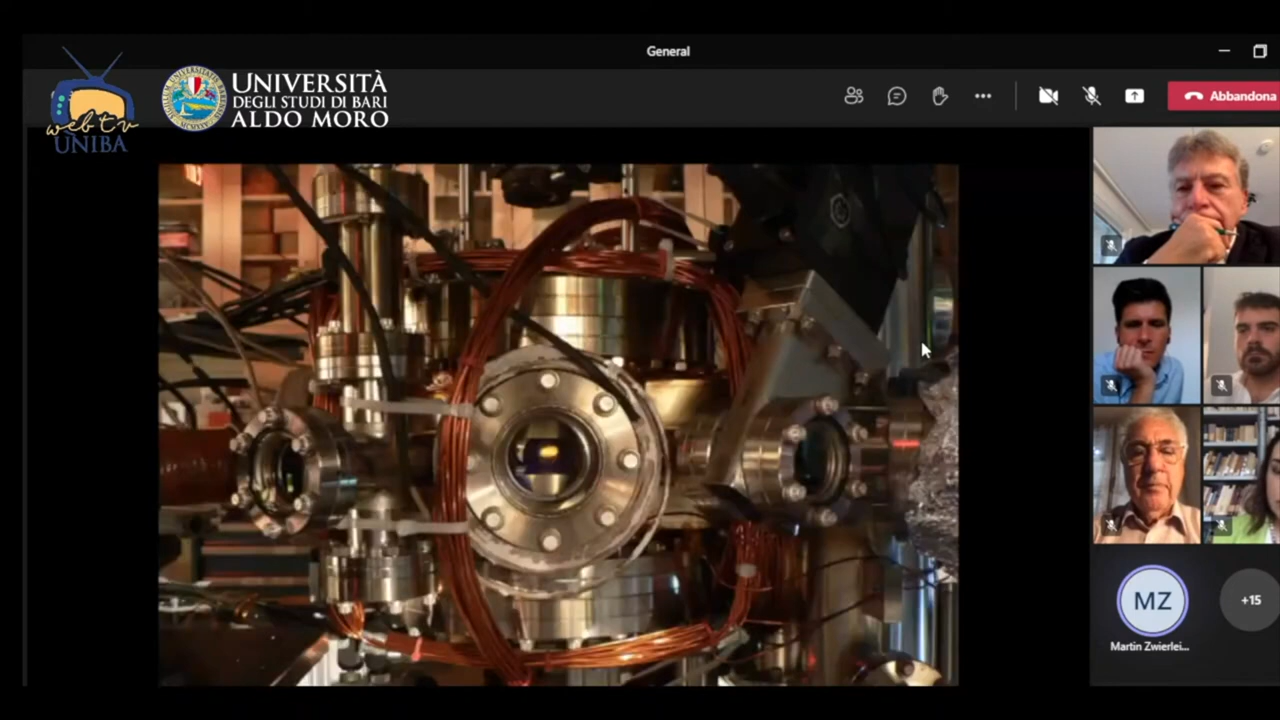 General
web tv
UNIBA
UNIVERSITÀ
DEGLI STUDI DI BARI
ALDO MORO
Abbandona
MZ
+15
Martin Zwierlei...